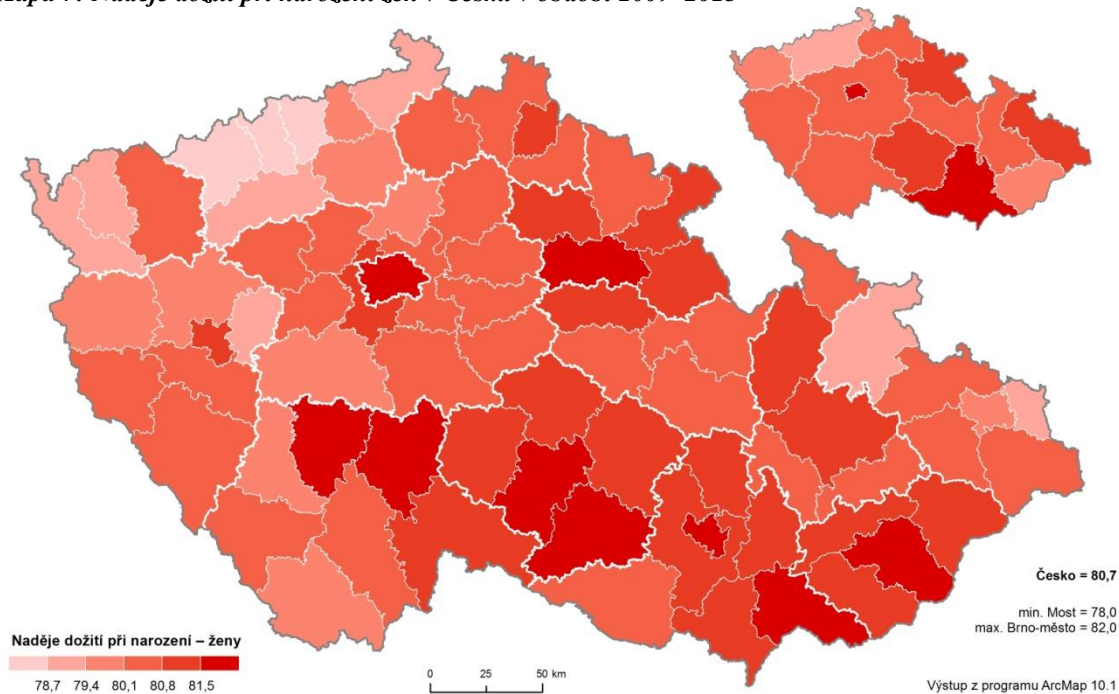 Naděje dožití při narození – ženy
78,7 79,4 80,1 80,8 81,5
0 25 50 km
Česko = 80,7
min. Most = 78,0
max. Brno-město = 82,0
Výstup z programu ArcMap 10.1